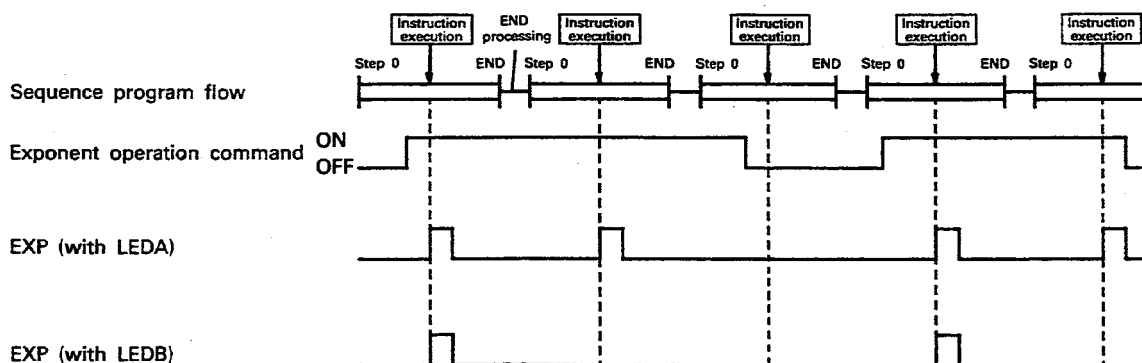 Instruction execution
END processing
Instruction execution
Instruction execution
Instruction execution
Instruction execution
Step 0 END Step 0 END Step 0 END Step 0 END Step 0
Sequence program flow
Exponent operation command ON OFF
EXP (with LEDA)
EXP (with LEDB)